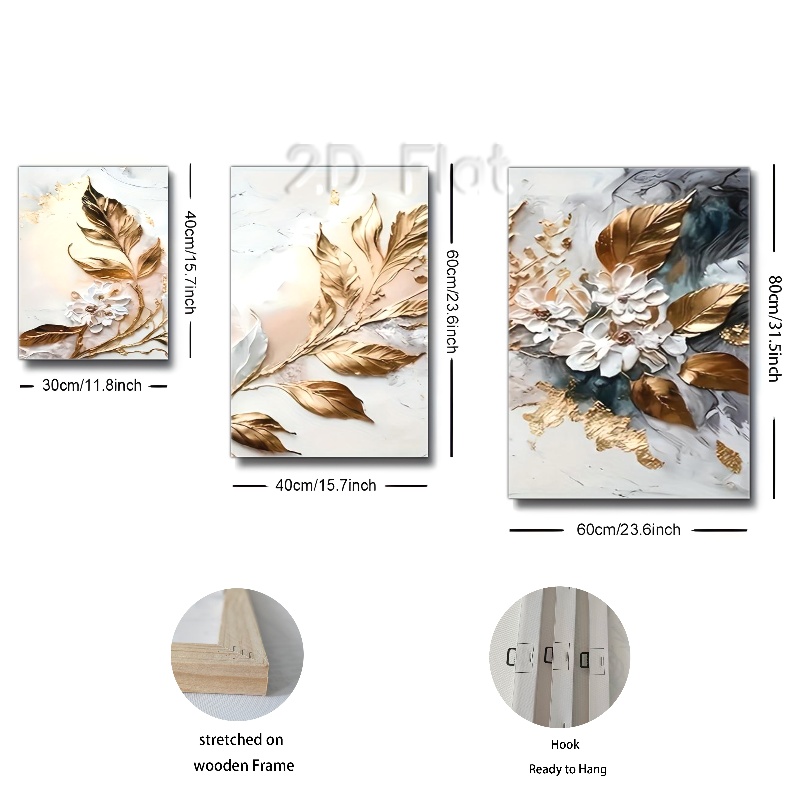 2D Flat
40cm/15.7inch
30cm/11.8inch
60cm/23.6inch
40cm/15.7inch
80cm/31.5inch
60cm/23.6inch
stretched on
wooden Frame
Hook
Ready to Hang